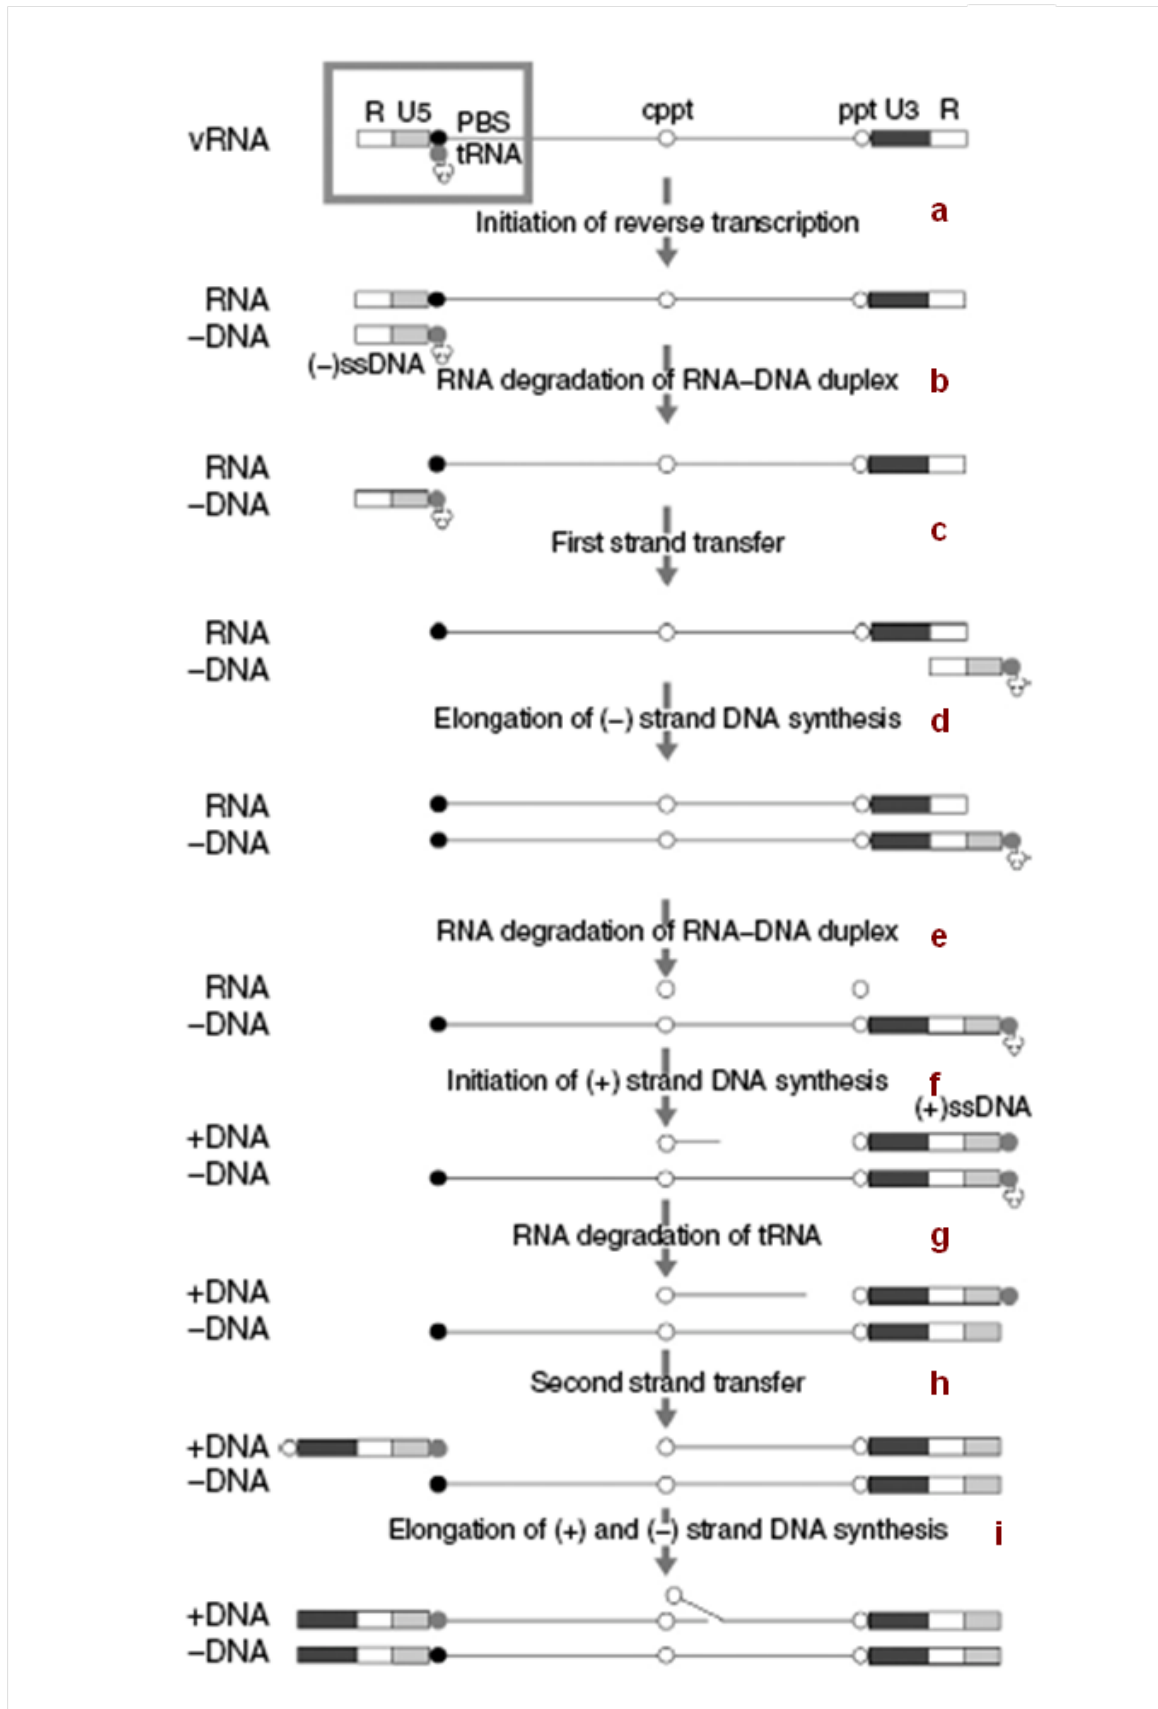 R U5 PBS cppt ppt U3 R
vRNA tRNA
Initiation of reverse transcription a
RNA
–DNA
(–)ssDNA
RNA degradation of RNA–DNA duplex b
RNA
–DNA
First strand transfer c
RNA
–DNA
Elongation of (–) strand DNA synthesis d
RNA
–DNA
RNA degradation of RNA–DNA duplex e
RNA
–DNA
Initiation of (+) strand DNA synthesis f
(+)ssDNA
+DNA
–DNA
RNA degradation of tRNA g
+DNA
–DNA
Second strand transfer h
+DNA
–DNA
Elongation of (+) and (–) strand DNA synthesis i
+DNA
–DNA